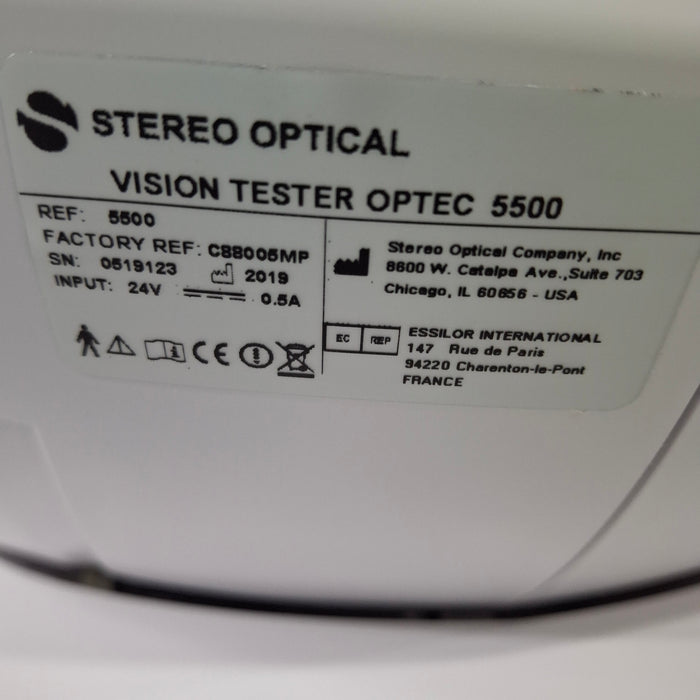 STEREO OPTICAL
VISION TESTER OPTEC 5500
REF: 5500
FACTORY REF: C88005MP
SN: 0519123 2019
INPUT: 24V 0.5A
CE
Stereo Optical Company, Inc
8600 W. Catalpa Ave.,Suite 703
Chicago, IL 60656 - USA
EC REP
ESSILOR INTERNATIONAL
147 Rue de Paris
94220 Charenton-le-Pont
FRANCE